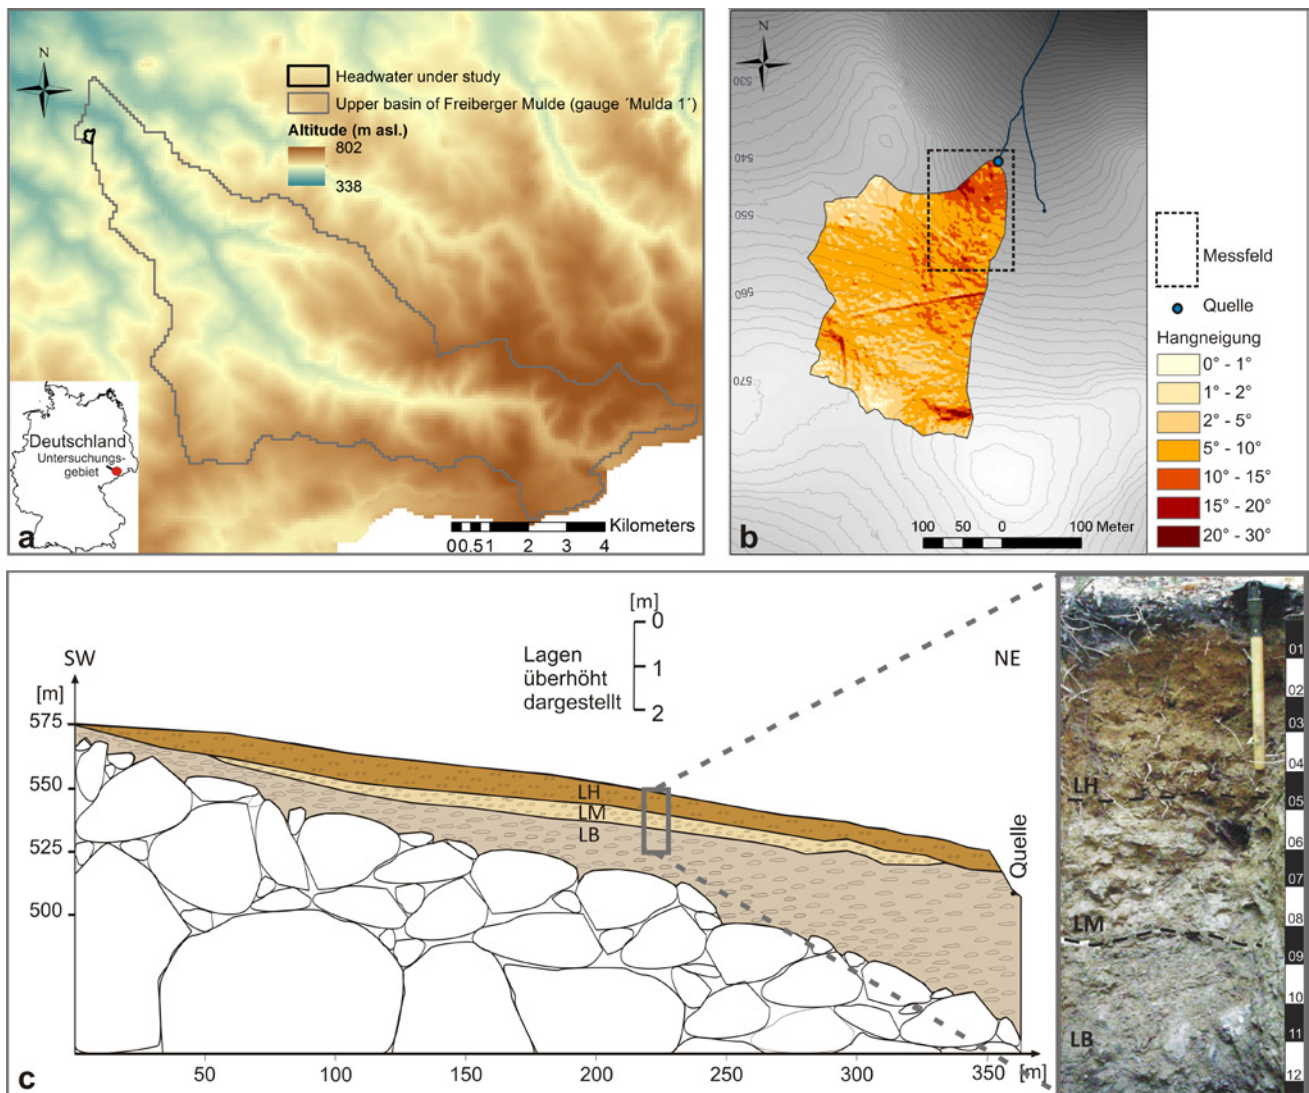 N
Headwater under study
Upper basin of Freiberger Mulde (gauge ´Mulda 1´)
Altitude (m asl.)
802
338
Deutschland
Untersuchungs-
gebiet
a
Kilometers
0 0.5 1 2 3 4
N
530
540
550
560
570
Messfeld
Quelle
Hangneigung
0° - 1°
1° - 2°
2° - 5°
5° - 10°
10° - 15°
15° - 20°
20° - 30°
100 50 0 100 Meter
b
SW
NE
[m]
0
1
2
Lagen
überhöht
dargestellt
[m]
575
550
525
500
LH
LM
LB
Quelle
50 100 150 200 250 300 350 [m]
c
01
02
03
04
05
06
07
08
09
10
11
12
LH
LM
LB